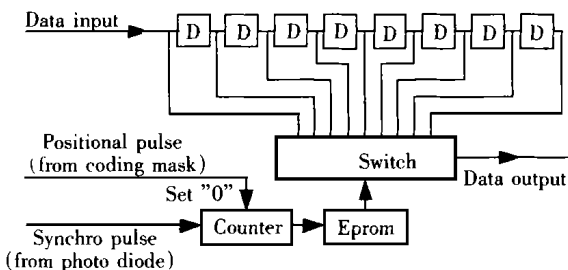 Data input
D D D D D D D D
Positional pulse
(from coding mask)
Set "0"
Switch
Data output
Counter
Eprom
Synchro pulse
(from photo diode)